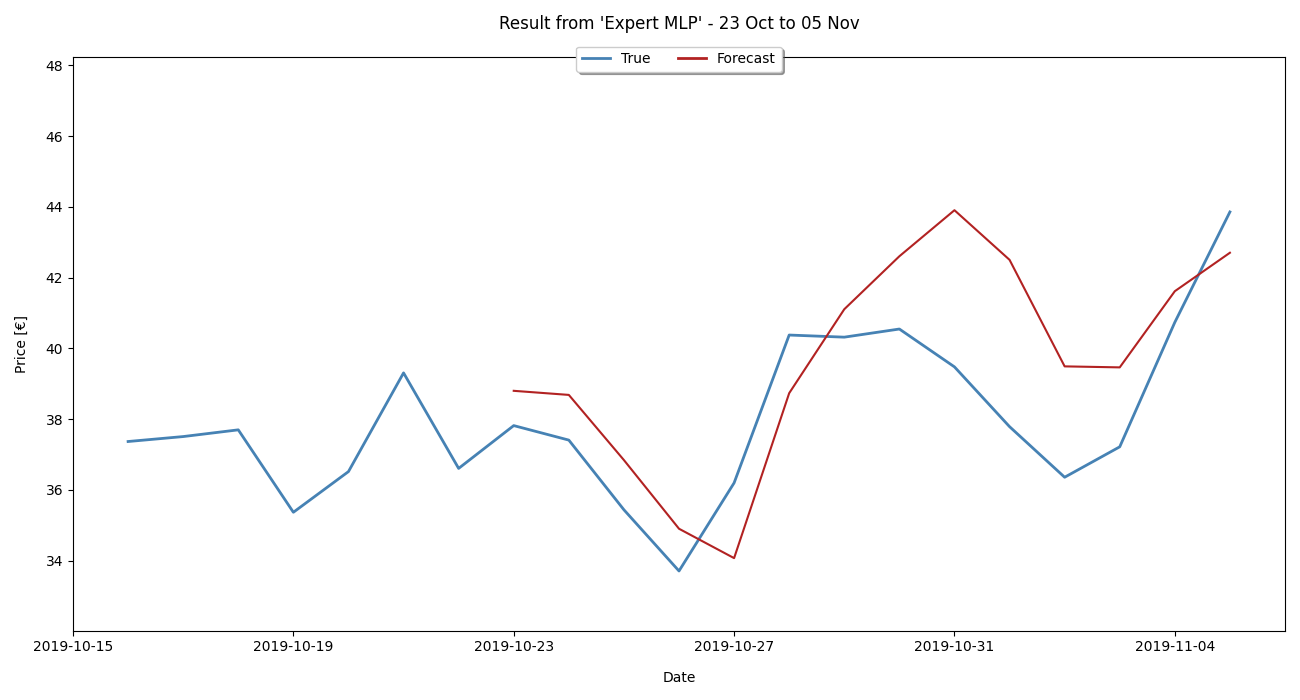 Result from 'Expert MLP' - 23 Oct to 05 Nov
True Forecast
48
46
44
42
40
38
36
34
Price [€]
2019-10-15 2019-10-19 2019-10-23 2019-10-27 2019-10-31 2019-11-04
Date